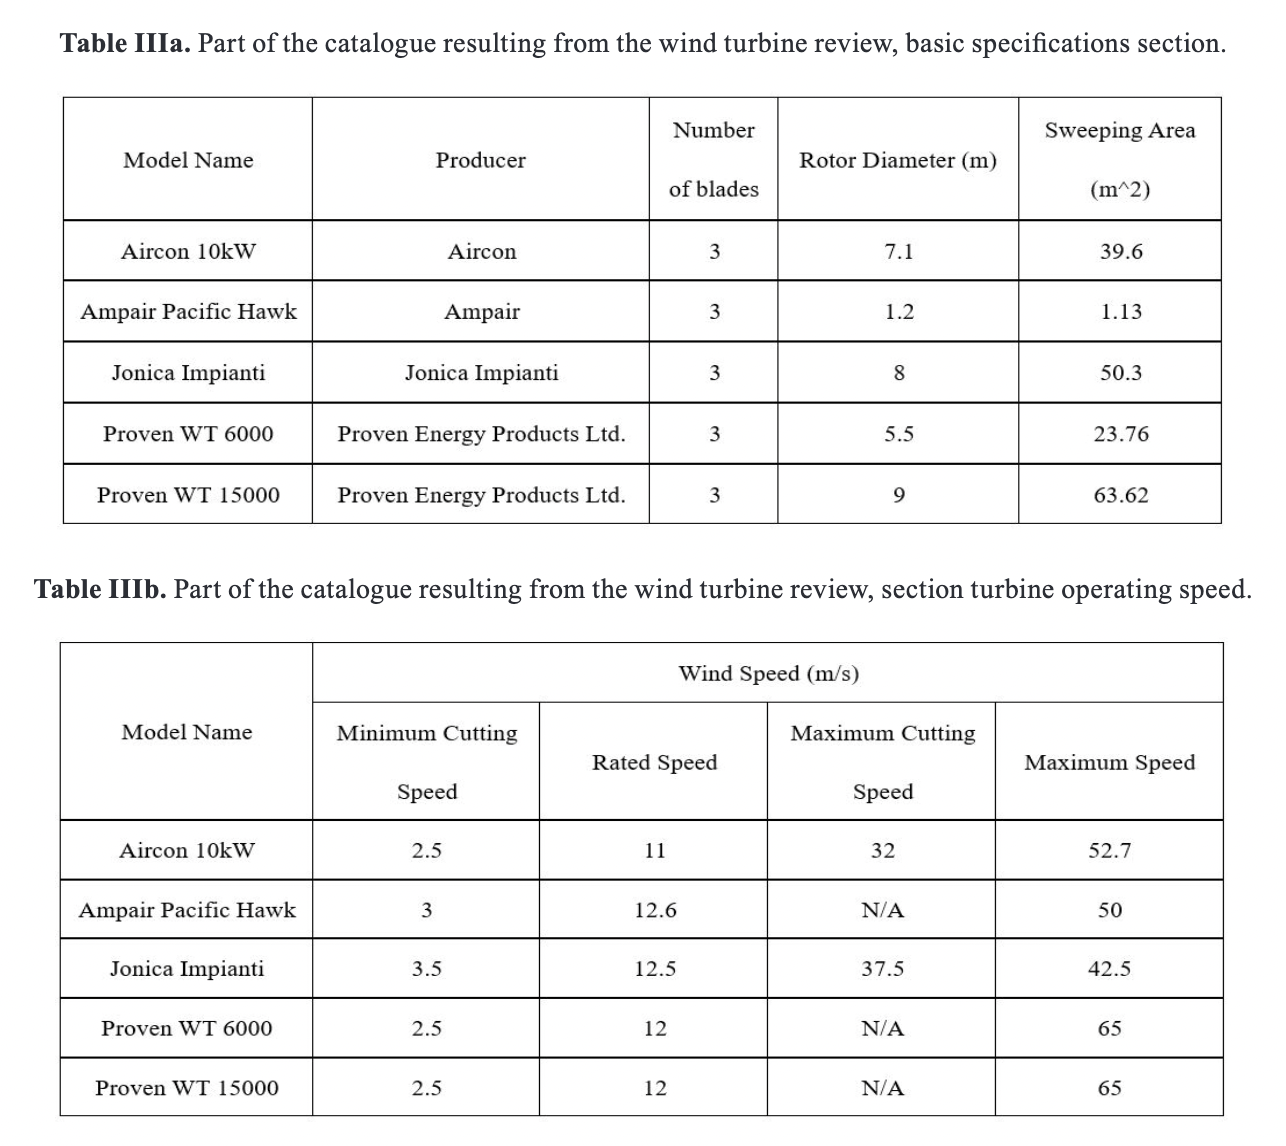 Table IIIa. Part of the catalogue resulting from the wind turbine review, basic specifications section.
Model Name Producer Number of blades Rotor Diameter (m) Sweeping Area (m^2)
Aircon 10kW Aircon 3 7.1 39.6
Ampair Pacific Hawk Ampair 3 1.2 1.13
Jonica Impianti Jonica Impianti 3 8 50.3
Proven WT 6000 Proven Energy Products Ltd. 3 5.5 23.76
Proven WT 15000 Proven Energy Products Ltd. 3 9 63.62
Table IIIb. Part of the catalogue resulting from the wind turbine review, section turbine operating speed.
Model Name Wind Speed (m/s)
Minimum Cutting Speed Rated Speed Maximum Cutting Speed Maximum Speed
Aircon 10kW 2.5 11 32 52.7
Ampair Pacific Hawk 3 12.6 N/A 50
Jonica Impianti 3.5 12.5 37.5 42.5
Proven WT 6000 2.5 12 N/A 65
Proven WT 15000 2.5 12 N/A 65